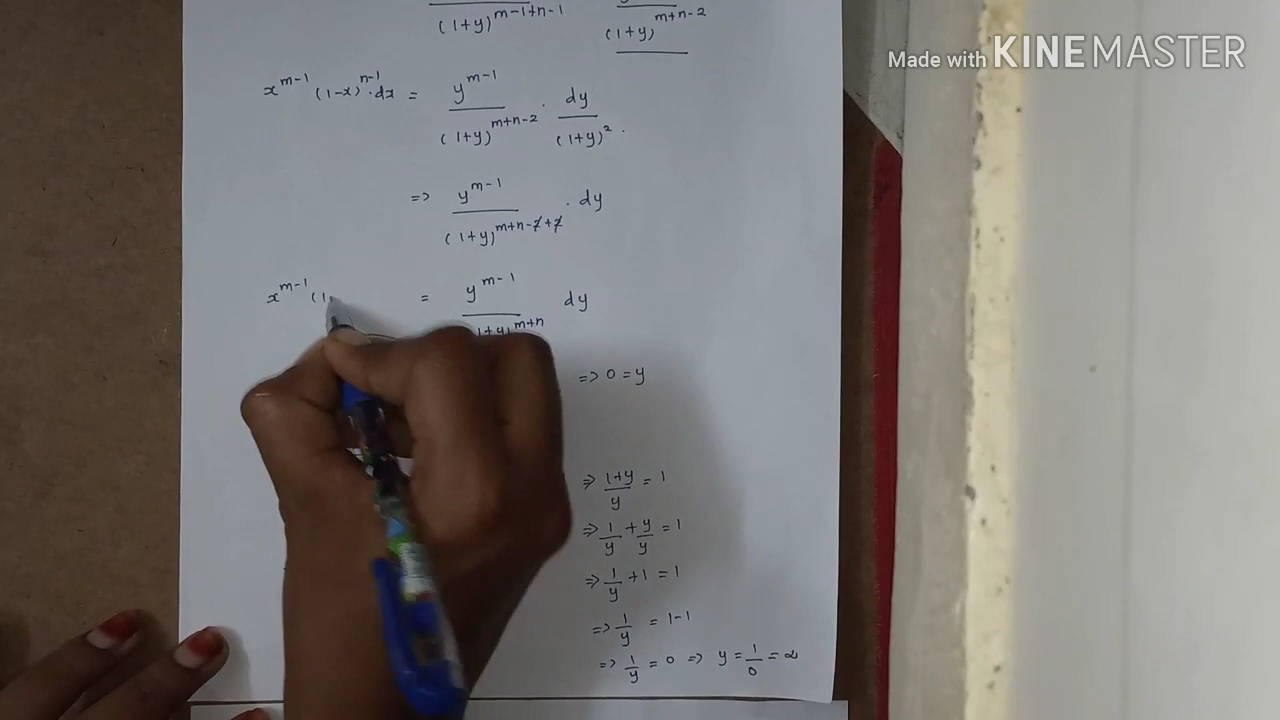 (1+y)^{m-1+n-1} (1+y)^{m+n-2}
Made with KINEMASTER
x^{m-1} (1-x)^{n-1} · dx = y^{m-1} / (1+y)^{m+n-2} · dy / (1+y)^2 .
=> y^{m-1} / (1+y)^{m+n-2+2} · dy
x^{m-1} (1 = y^{m-1} / (1+y)^{m+n} dy
=> 0 = y
=> 1+y / y = 1
=> 1/y + y/y = 1
=> 1/y + 1 = 1
=> 1/y = 1-1
=> 1/y = 0 => y = 1/0 = ∞